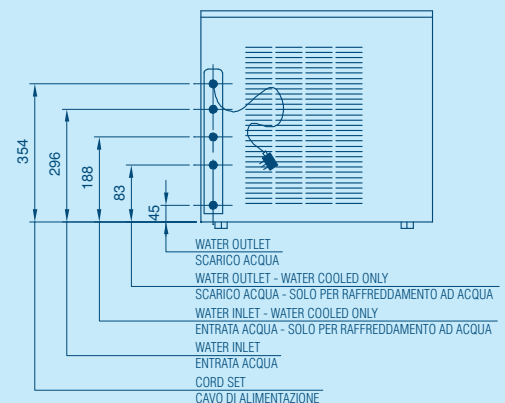 354
296
188
83
45
WATER OUTLET
SCARICO ACQUA
WATER OUTLET - WATER COOLED ONLY
SCARICO ACQUA - SOLO PER RAFFREDDAMENTO AD ACQUA
WATER INLET - WATER COOLED ONLY
ENTRATA ACQUA - SOLO PER RAFFREDDAMENTO AD ACQUA
WATER INLET
ENTRATA ACQUA
CORD SET
CAVO DI ALIMENTAZIONE